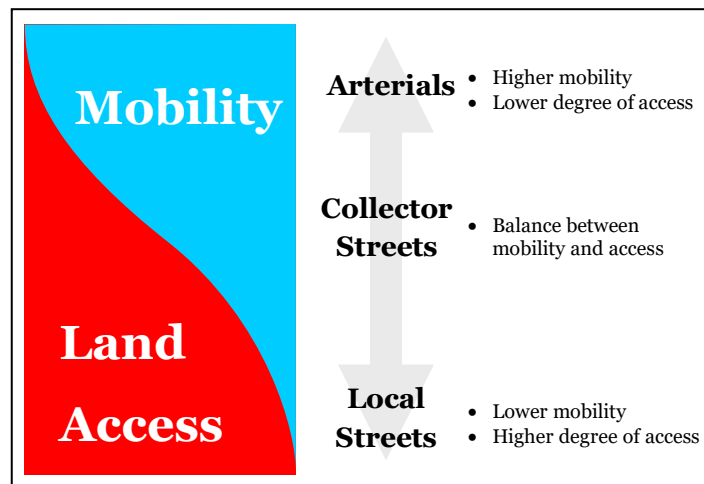 Mobility
Land
Access
Arterials
• Higher mobility
• Lower degree of access
Collector
Streets
• Balance between
mobility and access
Local
Streets
• Lower mobility
• Higher degree of access